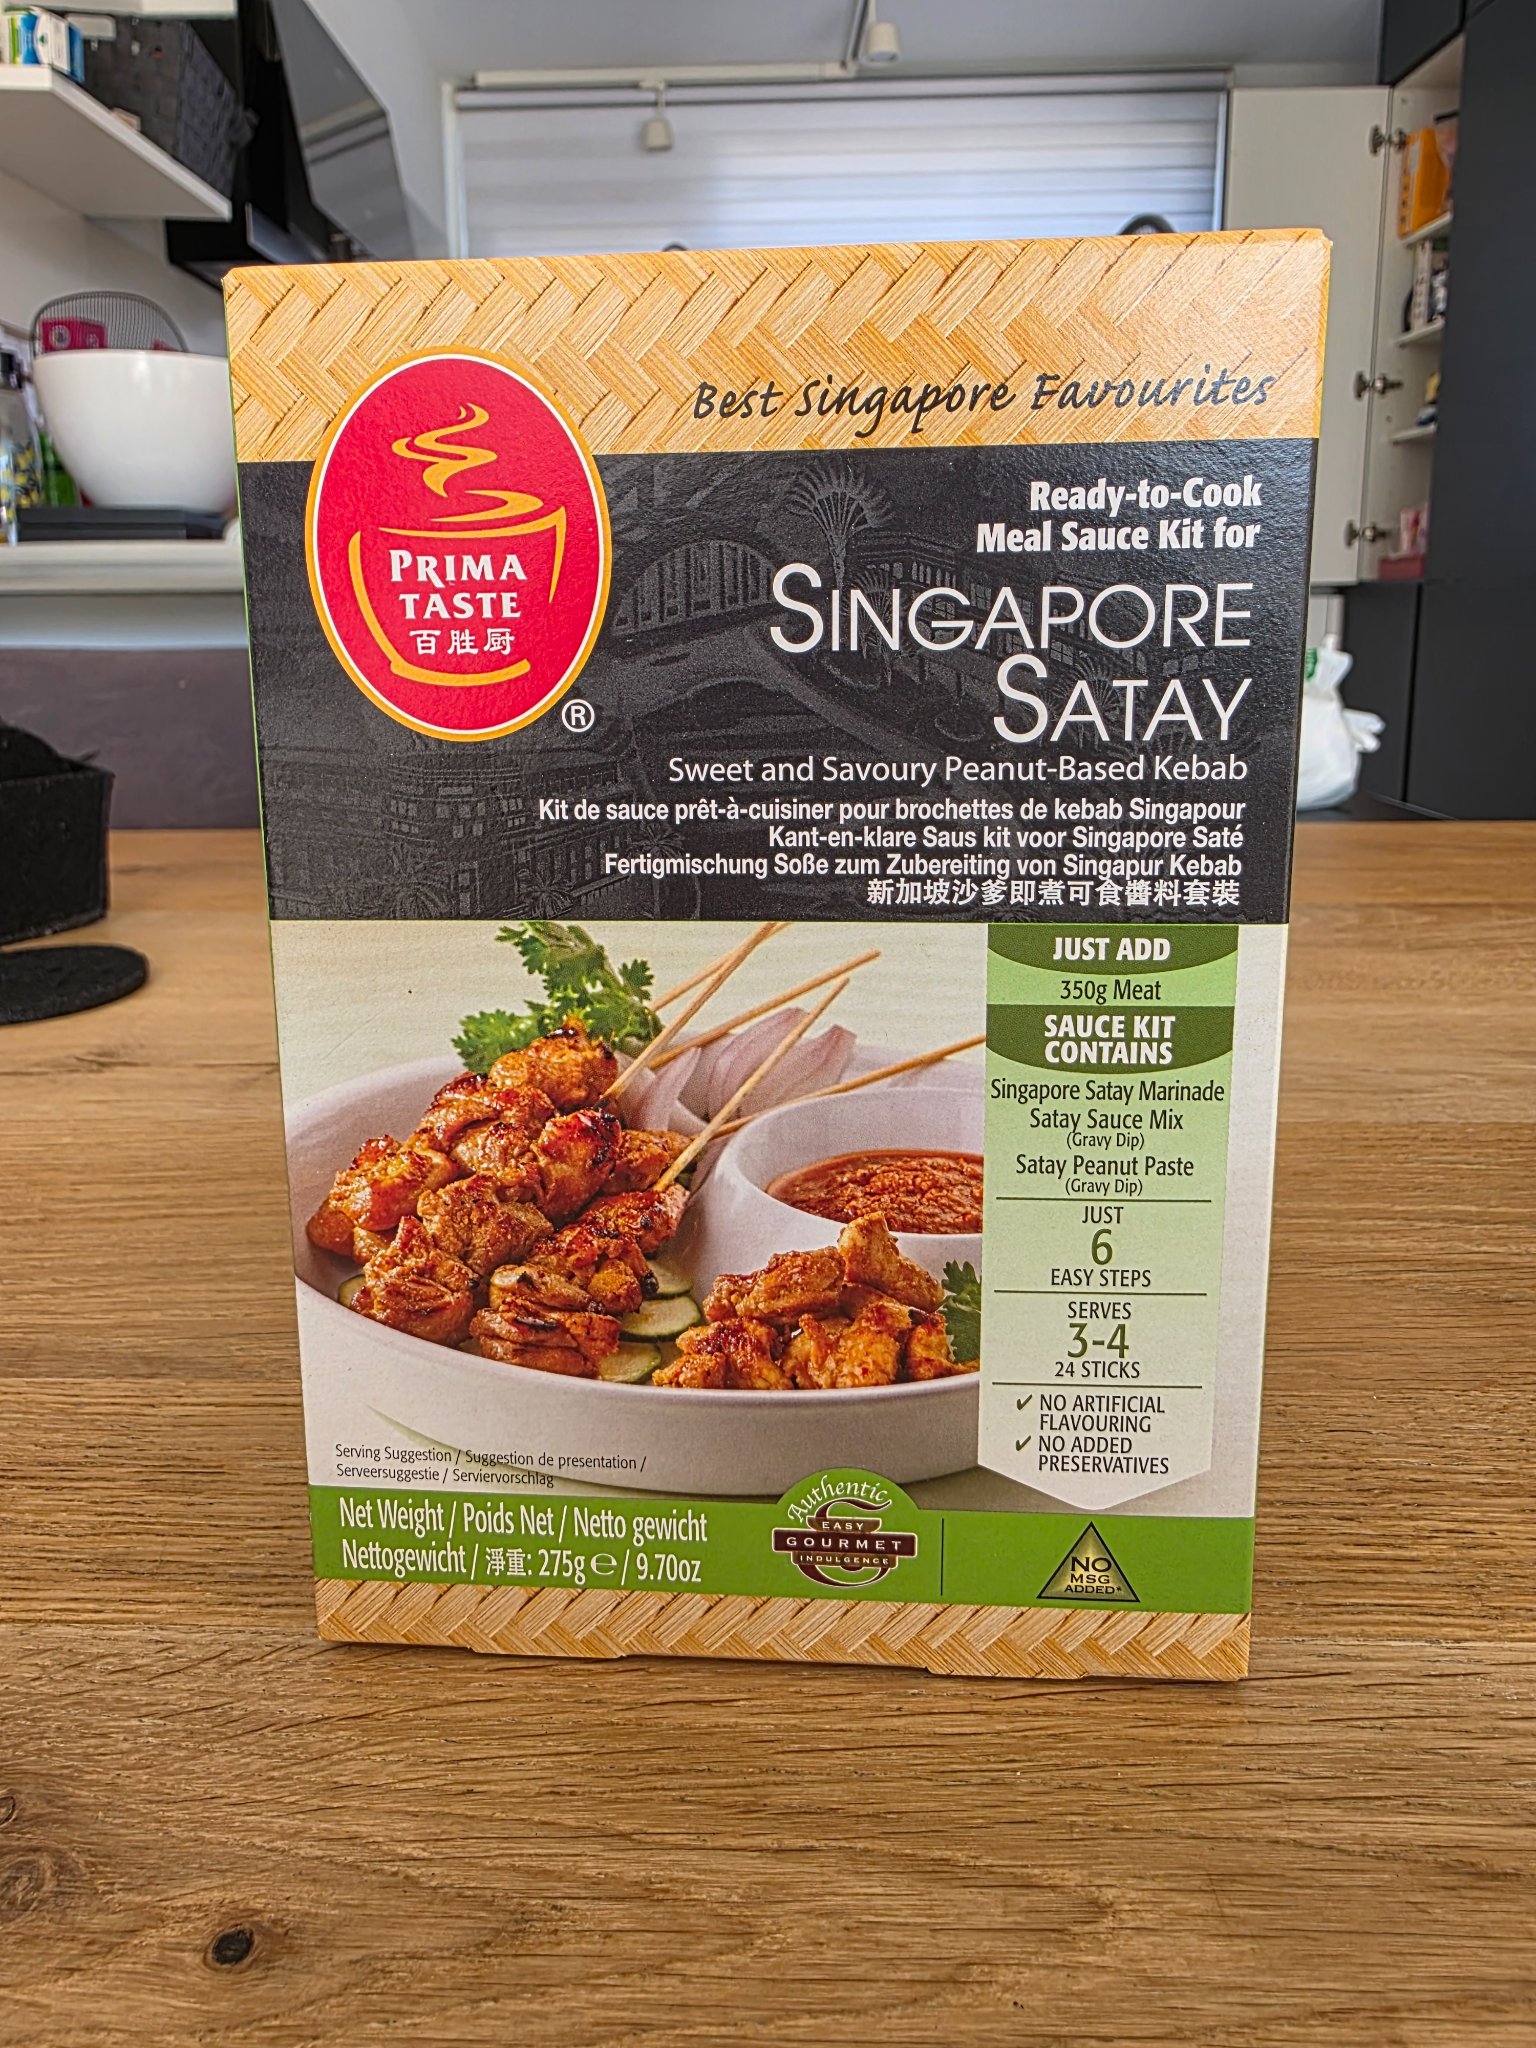 Best Singapore Favourites
PRIMA
TASTE
百胜厨
®
Ready-to-Cook
Meal Sauce Kit for
SINGAPORE
SATAY
Sweet and Savoury Peanut-Based Kebab
Kit de sauce prêt-à-cuisiner pour brochettes de kebab Singapour
Kant-en-klare Saus kit voor Singapore Saté
Fertigmischung Soße zum Zubereiting von Singapur Kebab
新加坡沙爹即煮可食醬料套裝
JUST ADD
350g Meat
SAUCE KIT
CONTAINS
Singapore Satay Marinade
Satay Sauce Mix
(Gravy Dip)
Satay Peanut Paste
(Gravy Dip)
JUST
6
EASY STEPS
SERVES
3-4
24 STICKS
✓ NO ARTIFICIAL
FLAVOURING
✓ NO ADDED
PRESERVATIVES
Serving Suggestion / Suggestion de presentation /
Serveersuggestie / Serviervorschlag
Net Weight / Poids Net / Netto gewicht
Nettogewicht / 淨重: 275g ℮ / 9.70oz
Authentic
EASY
GOURMET
INDULGENCE
NO
MSG
ADDED*